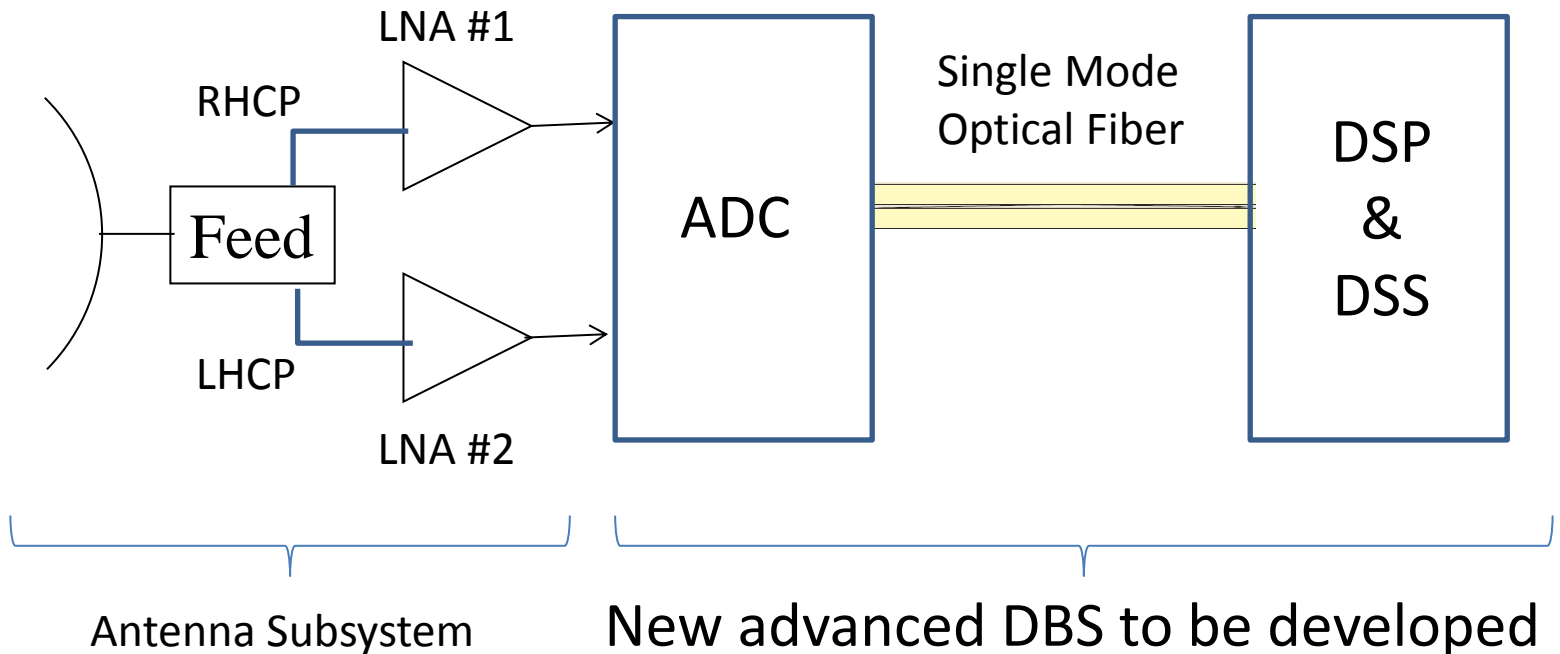 LNA #1
RHCP
Feed
LHCP
LNA #2
ADC
Single Mode
Optical Fiber
DSP
&
DSS
Antenna Subsystem
New advanced DBS to be developed